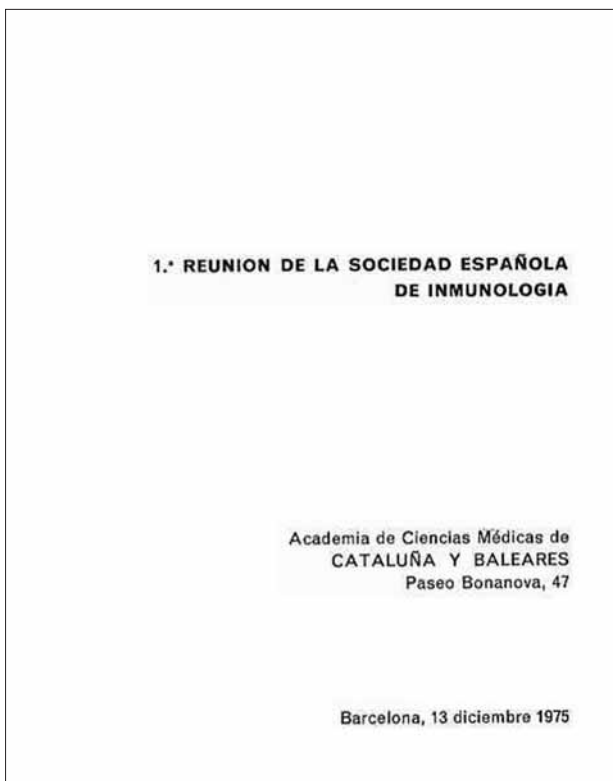 1.ª REUNION DE LA SOCIEDAD ESPAÑOLA
DE INMUNOLOGIA
Academia de Ciencias Médicas de
CATALUÑA Y BALEARES
Paseo Bonanova, 47
Barcelona, 13 diciembre 1975